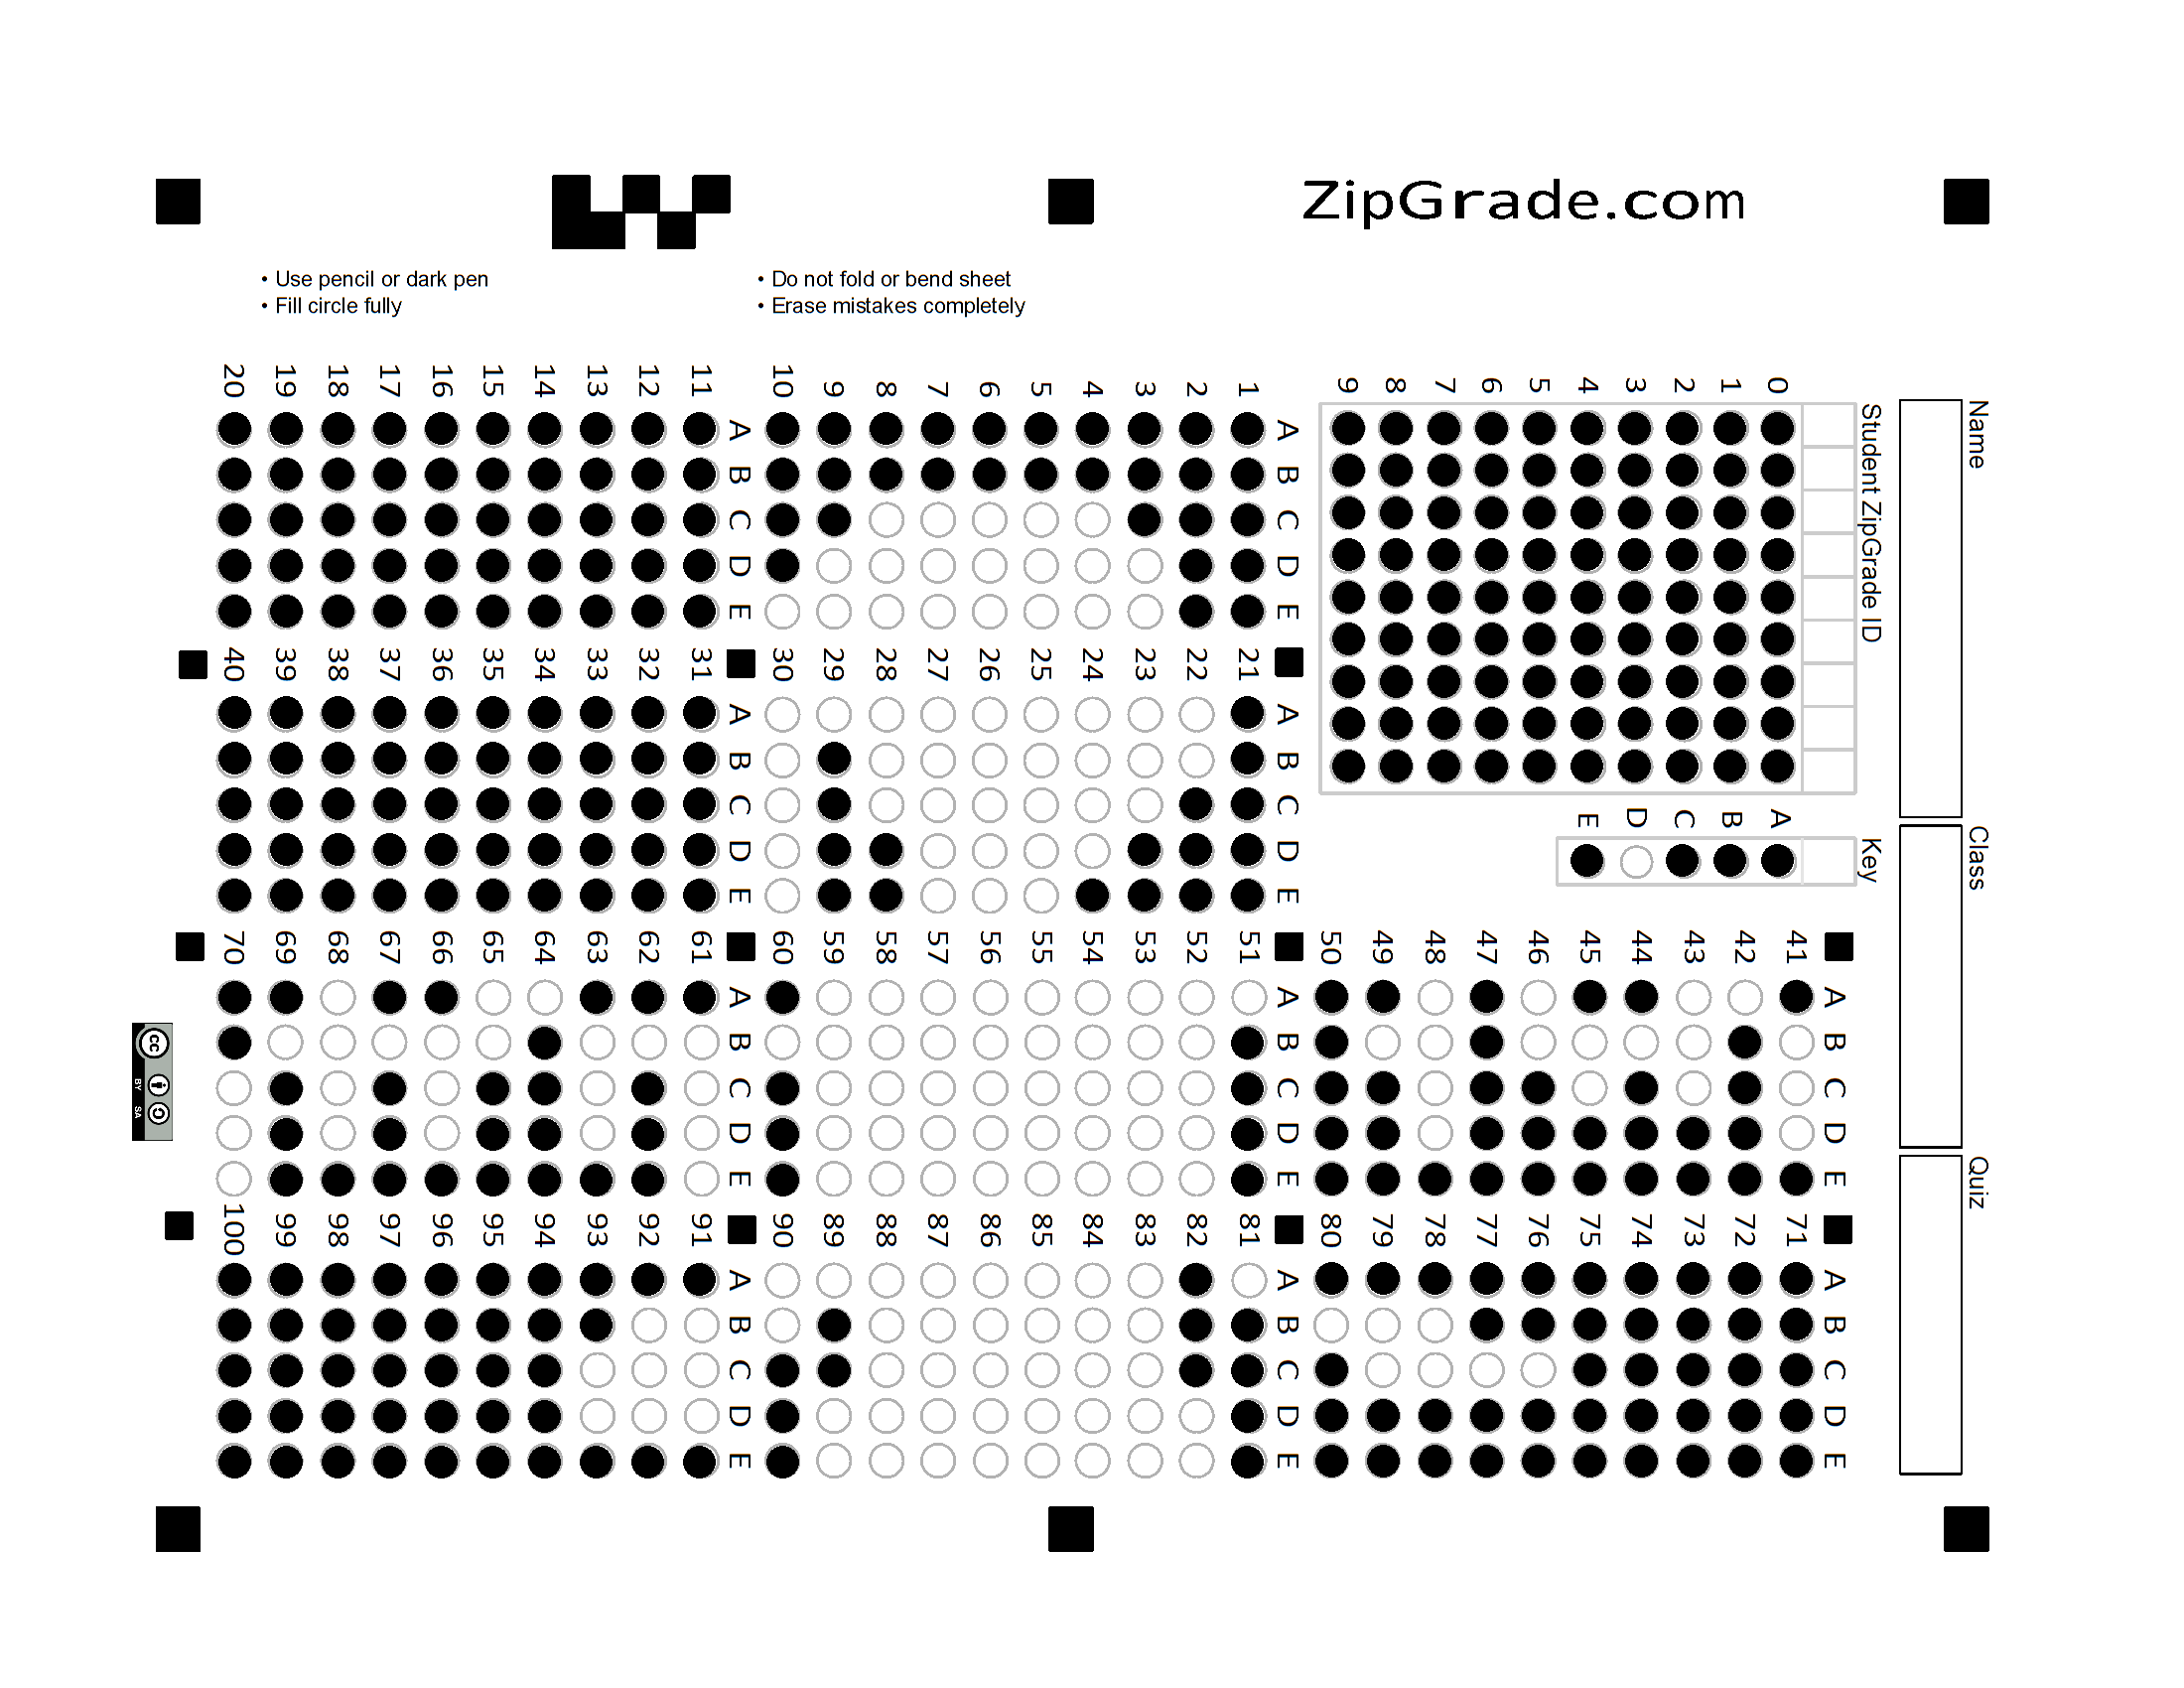 ZipGrade.com
• Use pencil or dark pen
• Fill circle fully
• Do not fold or bend sheet
• Erase mistakes completely
Name
Class
Quiz
Student ZipGrade ID
0 1 2 3 4 5 6 7 8 9
Key
A B C D E
A B C D E
1 2 3 4 5 6 7 8 9 10
A B C D E
11 12 13 14 15 16 17 18 19 20
A B C D E
21 22 23 24 25 26 27 28 29 30
A B C D E
31 32 33 34 35 36 37 38 39 40
A B C D E
41 42 43 44 45 46 47 48 49 50
A B C D E
51 52 53 54 55 56 57 58 59 60
A B C D E
61 62 63 64 65 66 67 68 69 70
A B C D E
71 72 73 74 75 76 77 78 79 80
A B C D E
81 82 83 84 85 86 87 88 89 90
A B C D E
91 92 93 94 95 96 97 98 99 100
cc
BY SA